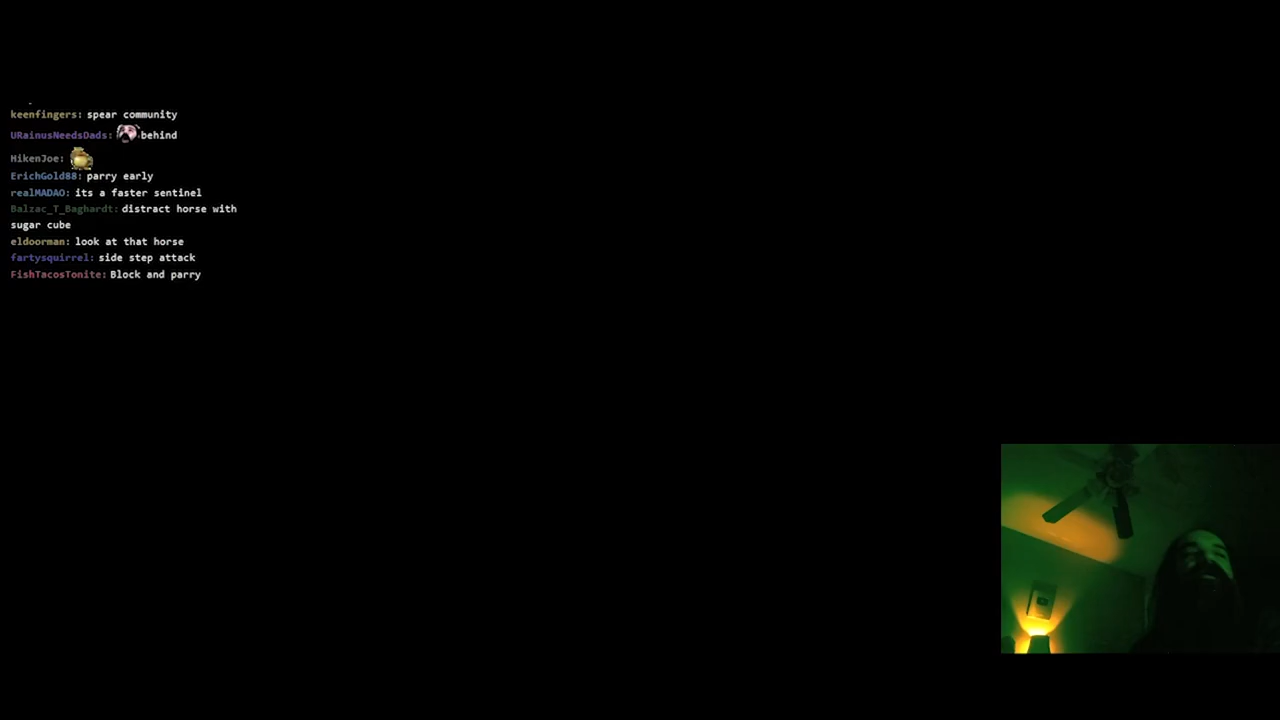 keenfingers: spear community
URainusNeedsDads: behind
HikenJoe:
ErichGold88: parry early
realMADAO: its a faster sentinel
Balzac_T_Baghardt: distract horse with
sugar cube
eldoorman: look at that horse
fartysquirrel: side step attack
FishTacosTonite: Block and parry